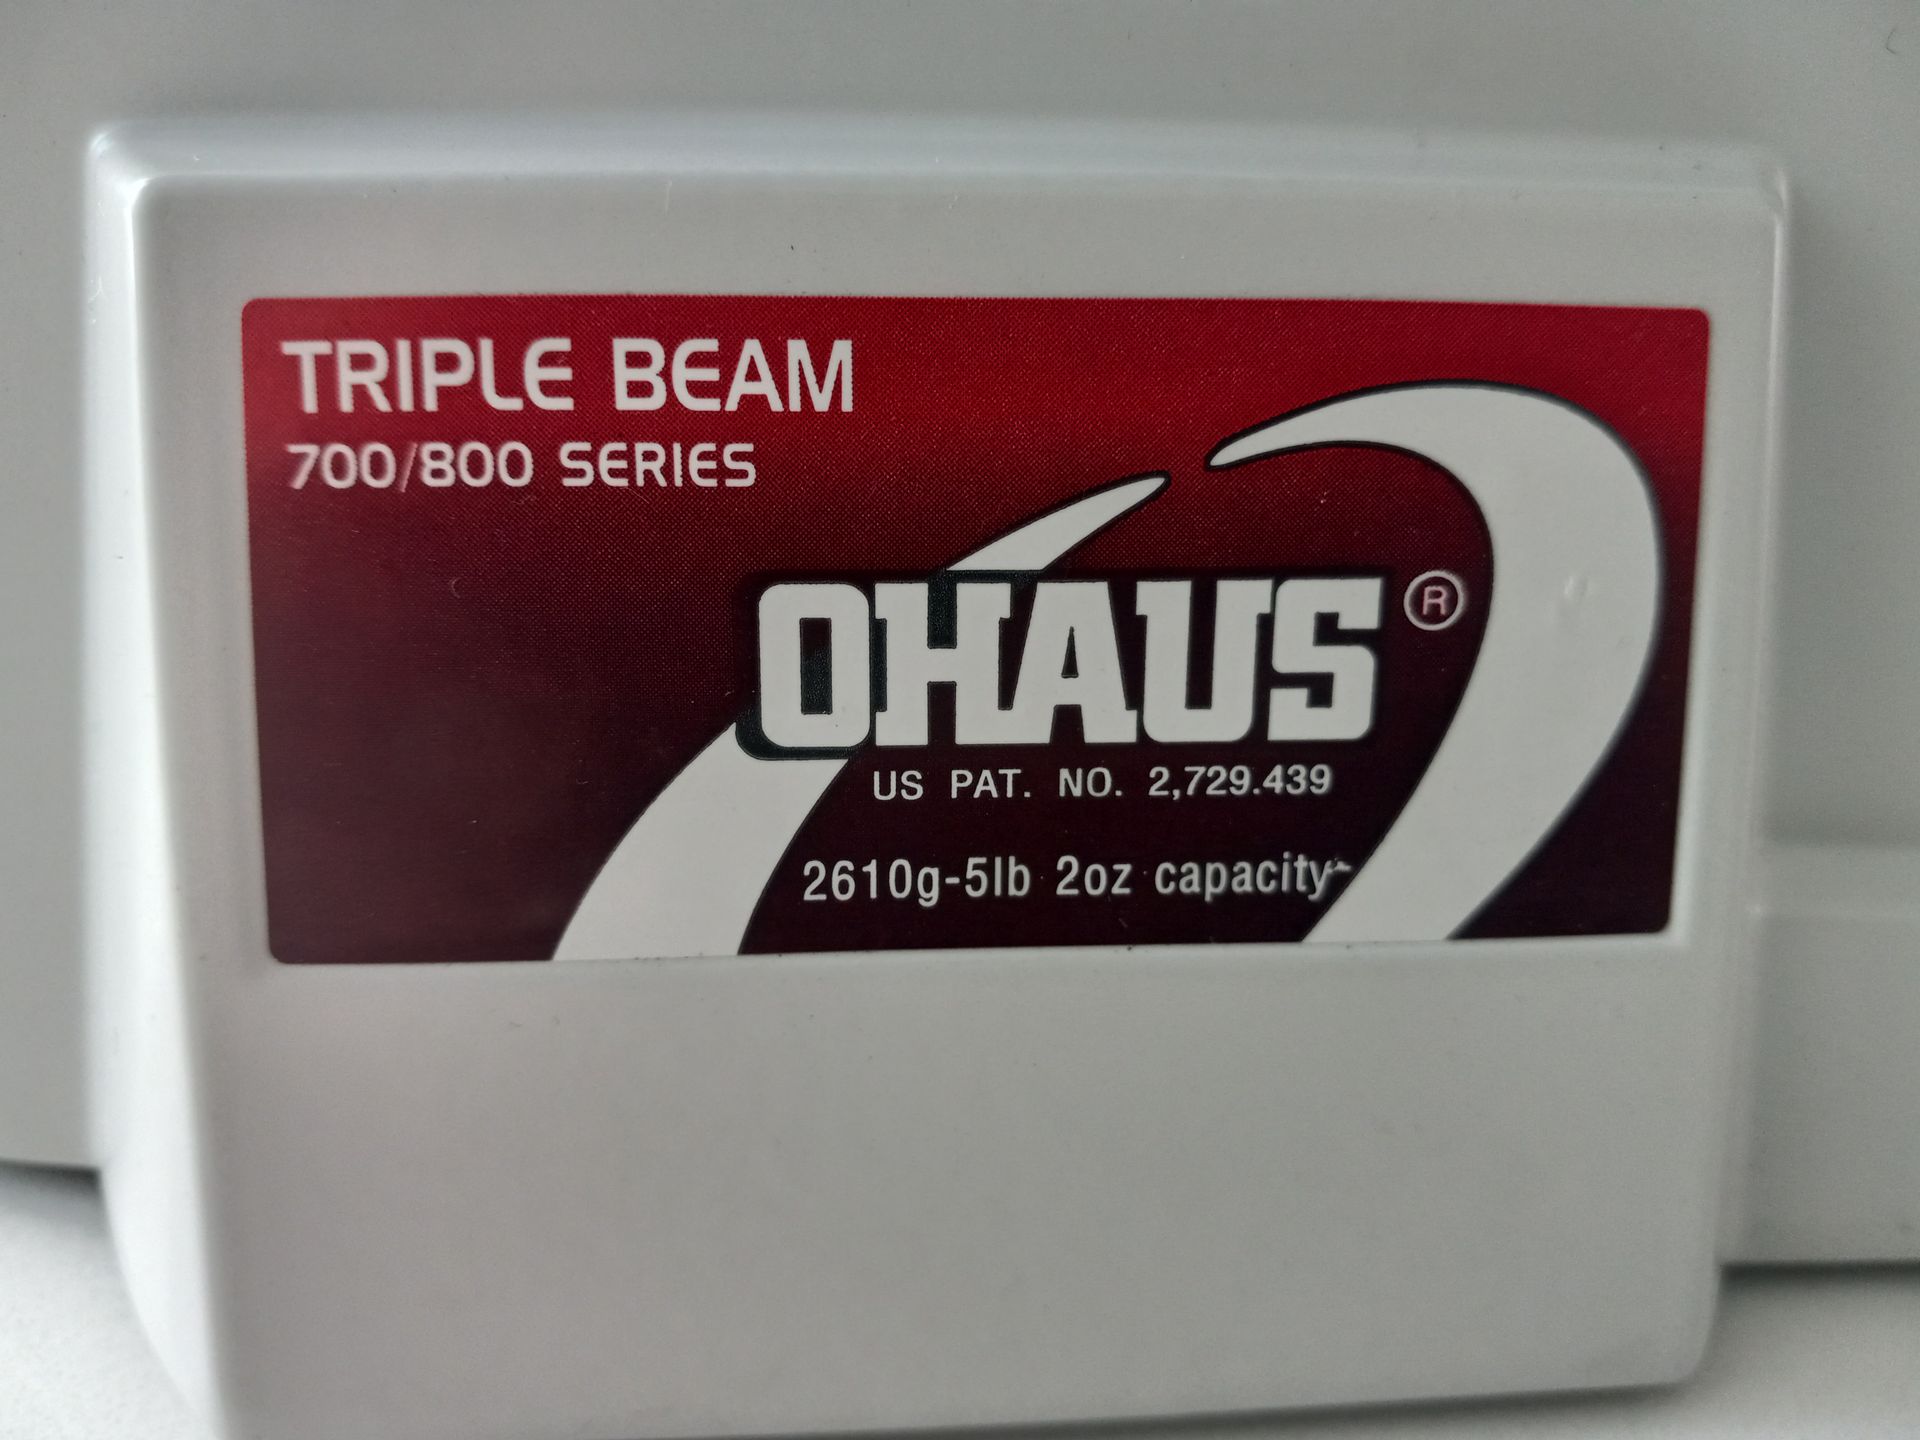 TRIPLE BEAM
700/800 SERIES
OHAUS®
US PAT. NO. 2,729.439
2610g-5lb 2oz capacity